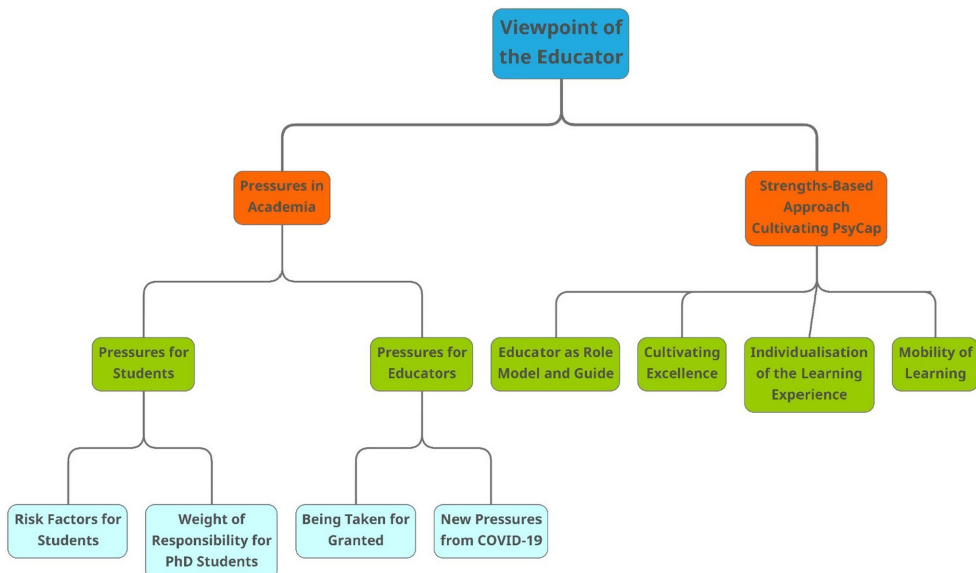 Viewpoint of
the Educator
Pressures in
Academia
Strengths-Based
Approach
Cultivating PsyCap
Pressures for
Students
Pressures for
Educators
Educator as Role
Model and Guide
Cultivating
Excellence
Individualisation
of the Learning
Experience
Mobility of
Learning
Risk Factors for
Students
Weight of
Responsibility for
PhD Students
Being Taken for
Granted
New Pressures
from COVID-19